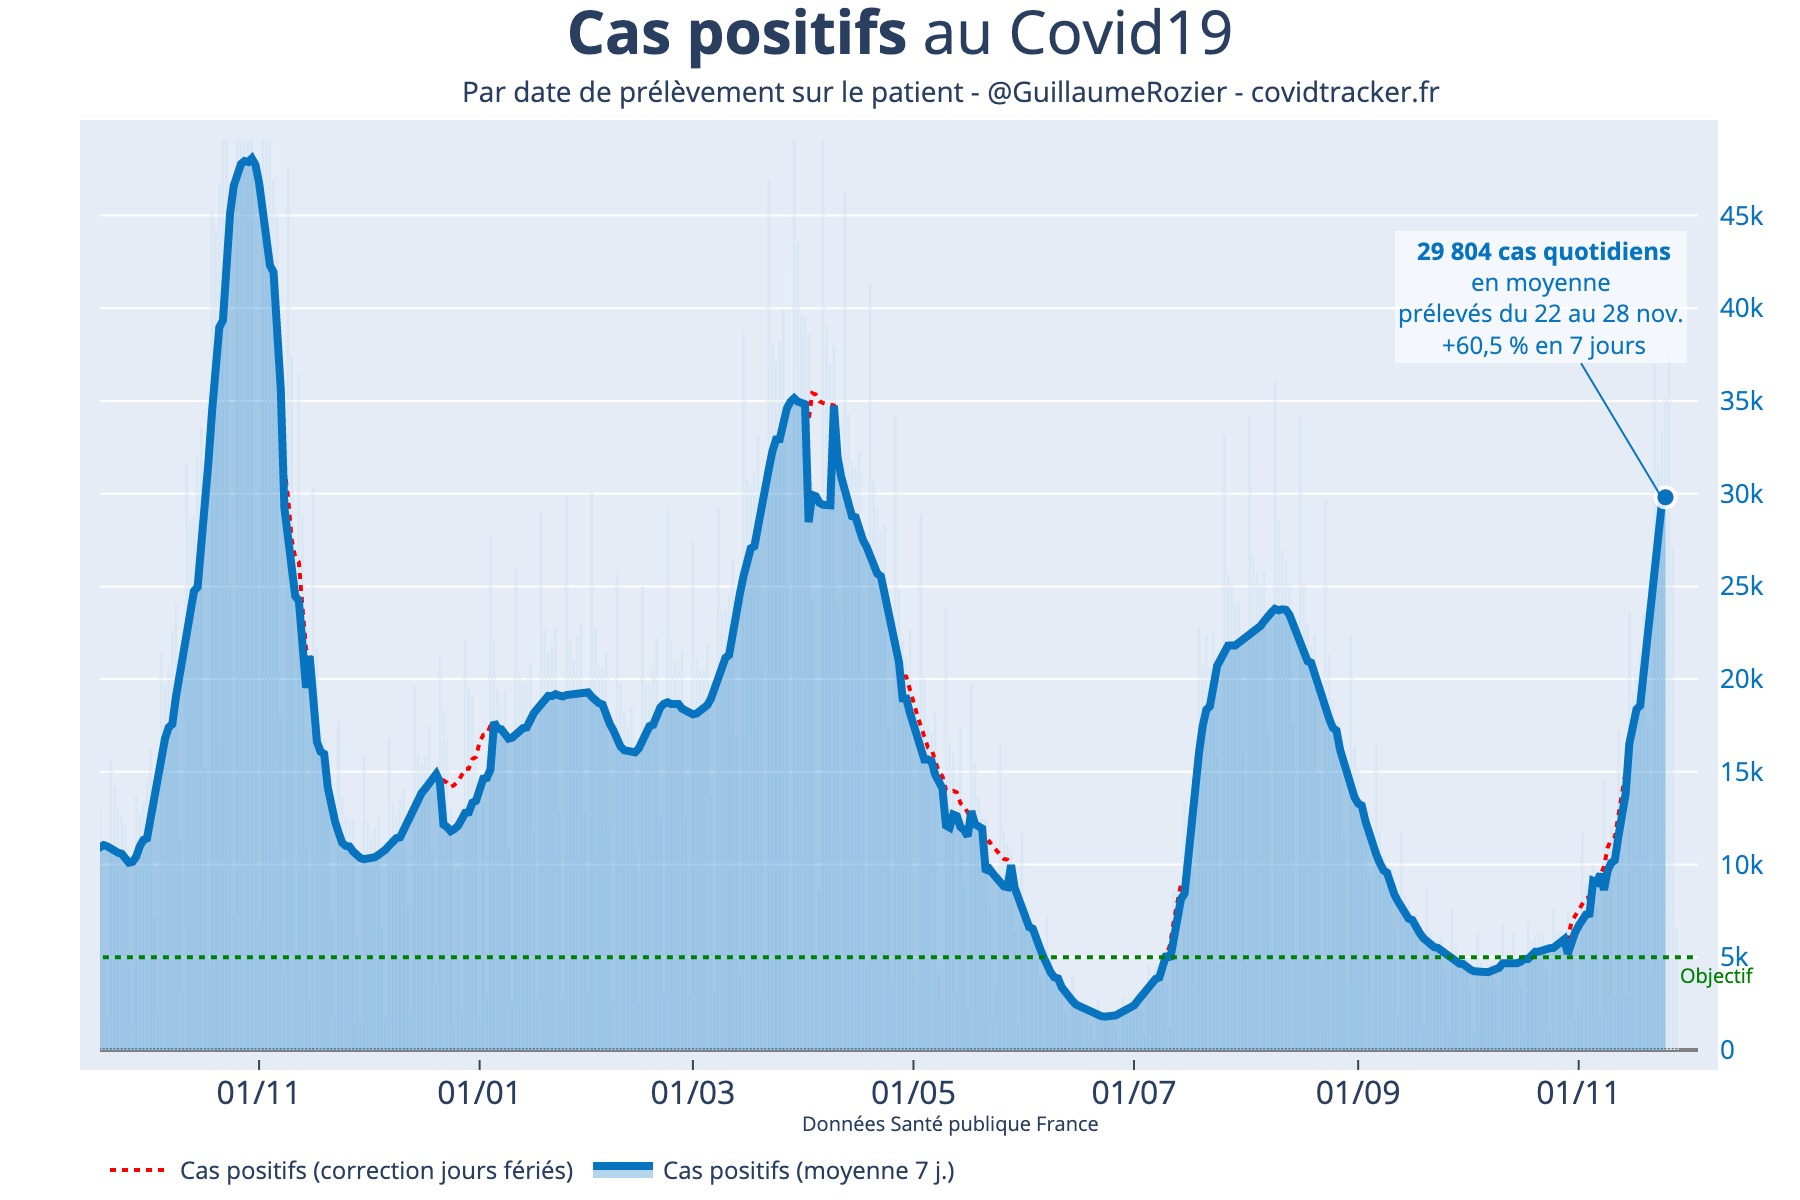 Cas positifs au Covid19
Par date de prélèvement sur le patient - @GuillaumeRozier - covidtracker.fr
45k
29 804 cas quotidiens
en moyenne
prélevés du 22 au 28 nov.
+60,5 % en 7 jours
40k
35k
30k
25k
20k
15k
10k
5k
Objectif
0
01/11
01/01
01/03
01/05
01/07
01/09
01/11
Données Santé publique France
Cas positifs (correction jours fériés)
Cas positifs (moyenne 7 j.)